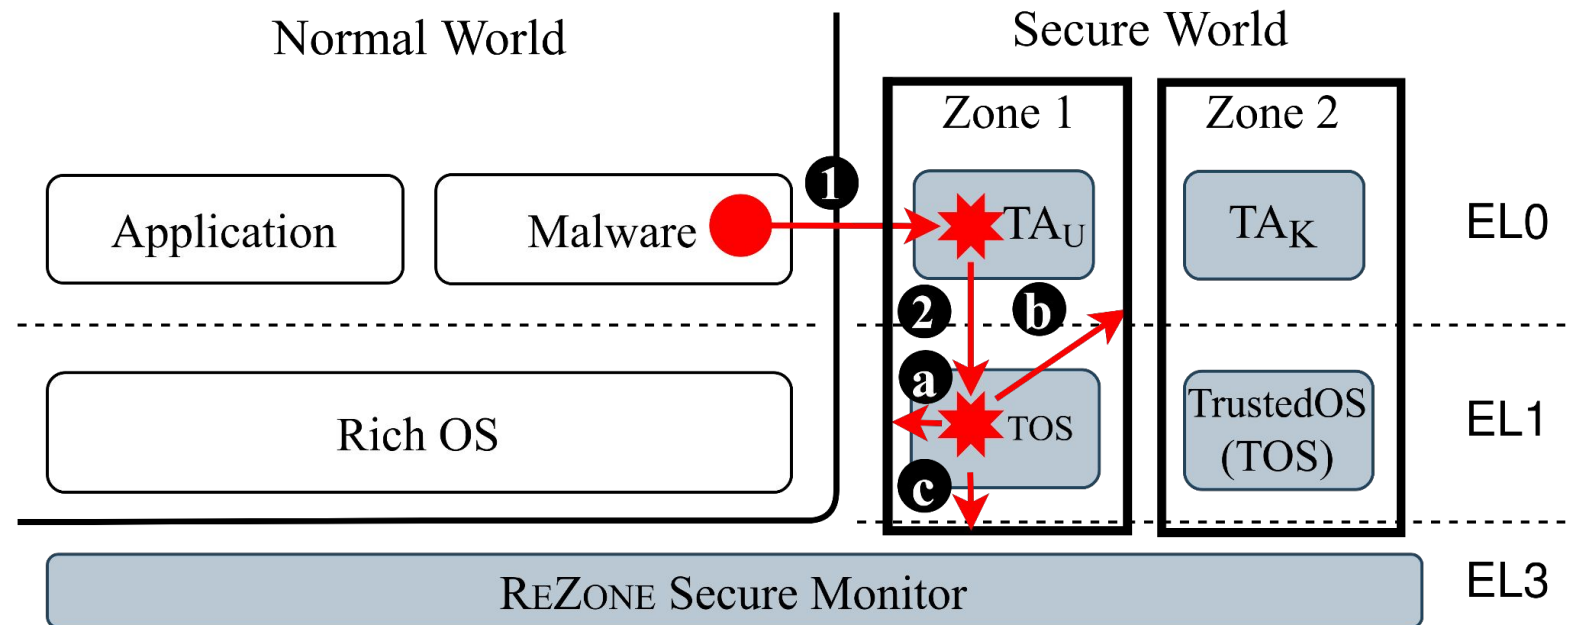 Normal World
Secure World
Zone 1
Zone 2
1
Application
Malware
TAU
TAK
EL0
2
b
a
Rich OS
TOS
TrustedOS
(TOS)
EL1
c
REZONE Secure Monitor
EL3